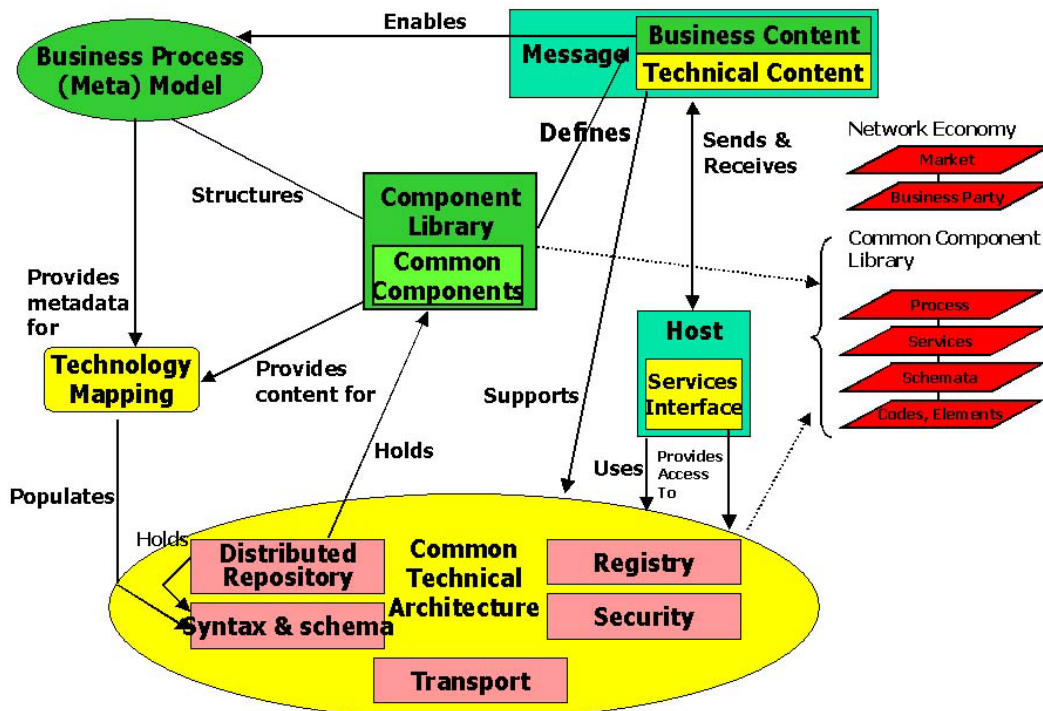 Enables
Message
Business Content
Technical Content
Business Process
(Meta) Model
Defines
Sends &
Receives
Network Economy
Market
Business Party
Structures
Component
Library
Common
Components
Common Component
Library
Process
Services
Schemata
Codes, Elements
Provides
metadata
for
Technology
Mapping
Provides
content for
Host
Services
Interface
Supports
Holds
Uses
Provides
Access
To
Populates
Holds
Distributed
Repository
Common
Technical
Architecture
Registry
Syntax & schema
Security
Transport